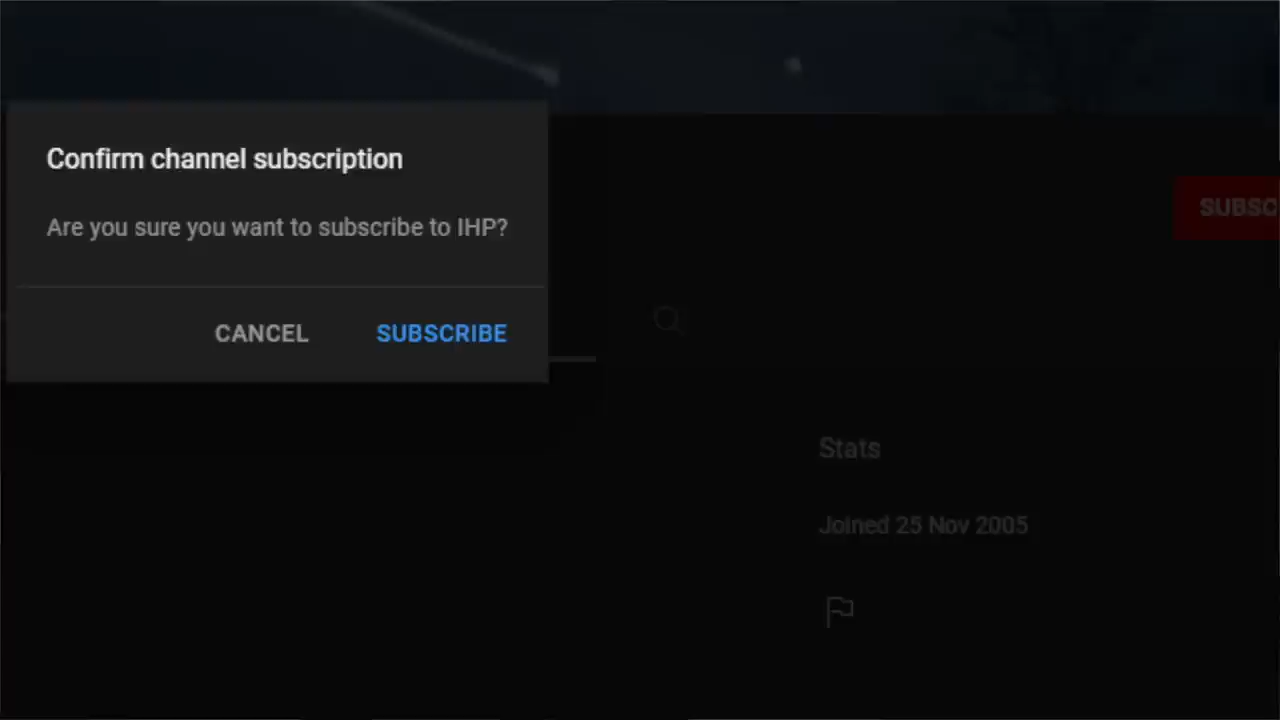 Confirm channel subscription
Are you sure you want to subscribe to IHP?
CANCEL SUBSCRIBE
SUBSC
Stats
Joined 25 Nov 2005